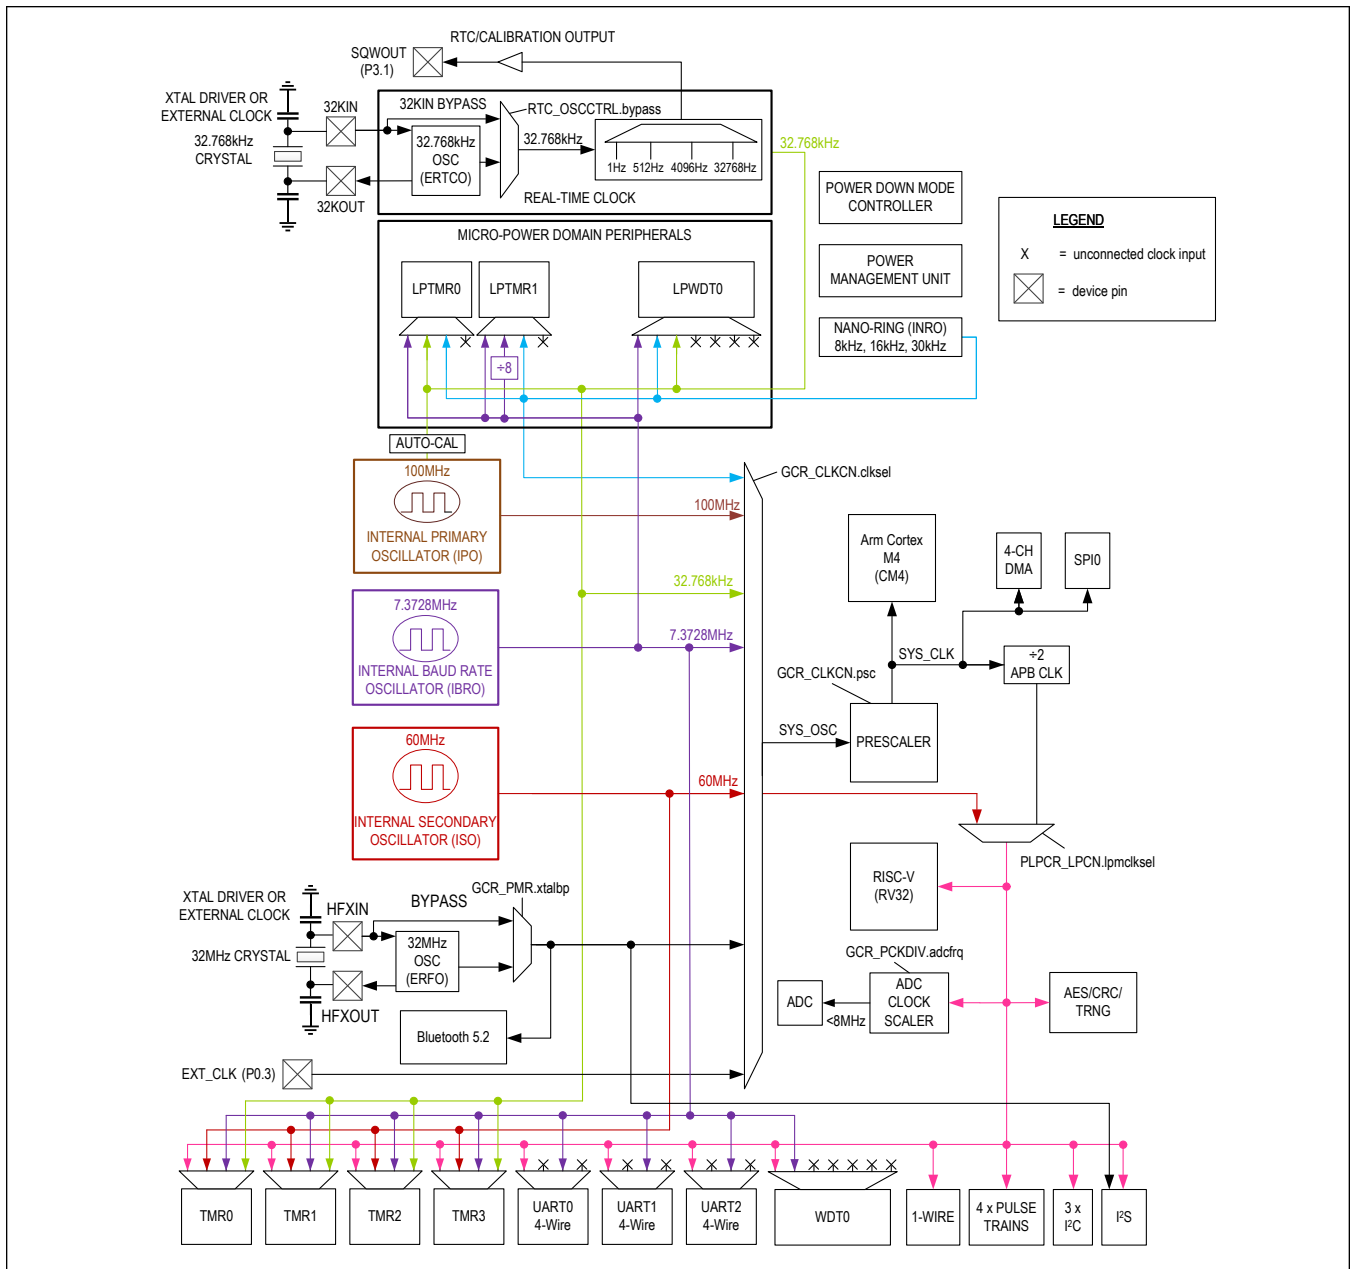 RTC/CALIBRATION OUTPUT
SQWOUT
(P3.1)
XTAL DRIVER OR
EXTERNAL CLOCK
32KIN
32.768kHz
CRYSTAL
32KOUT
32KIN BYPASS
RTC_OSCCTRL.bypass
32.768kHz
OSC
(ERTCO)
32.768kHz
1Hz 512Hz 4096Hz 32768Hz
REAL-TIME CLOCK
32.768kHz
POWER DOWN MODE
CONTROLLER
POWER
MANAGEMENT UNIT
NANO-RING (INRO)
8kHz, 16kHz, 30kHz
LEGEND
X = unconnected clock input
= device pin
MICRO-POWER DOMAIN PERIPHERALS
LPTMR0
LPTMR1
LPWDT0
÷8
AUTO-CAL
100MHz
INTERNAL PRIMARY
OSCILLATOR (IPO)
7.3728MHz
INTERNAL BAUD RATE
OSCILLATOR (IBRO)
60MHz
INTERNAL SECONDARY
OSCILLATOR (ISO)
GCR_CLKCN.clksel
100MHz
32.768kHz
7.3728MHz
60MHz
Arm Cortex
M4
(CM4)
4-CH
DMA
SPI0
SYS_CLK
÷2
APB CLK
GCR_CLKCN.psc
SYS_OSC
PRESCALER
PLPCR_LPCN.lpmclksel
RISC-V
(RV32)
GCR_PCKDIV.adcfrq
ADC
<8MHz
ADC
CLOCK
SCALER
AES/CRC/
TRNG
XTAL DRIVER OR
EXTERNAL CLOCK
HFXIN
32MHz CRYSTAL
HFXOUT
BYPASS
GCR_PMR.xtalbp
32MHz
OSC
(ERFO)
Bluetooth 5.2
EXT_CLK (P0.3)
TMR0
TMR1
TMR2
TMR3
UART0
4-Wire
UART1
4-Wire
UART2
4-Wire
WDT0
1-WIRE
4 x PULSE
TRAINS
3 x
I²C
I²S